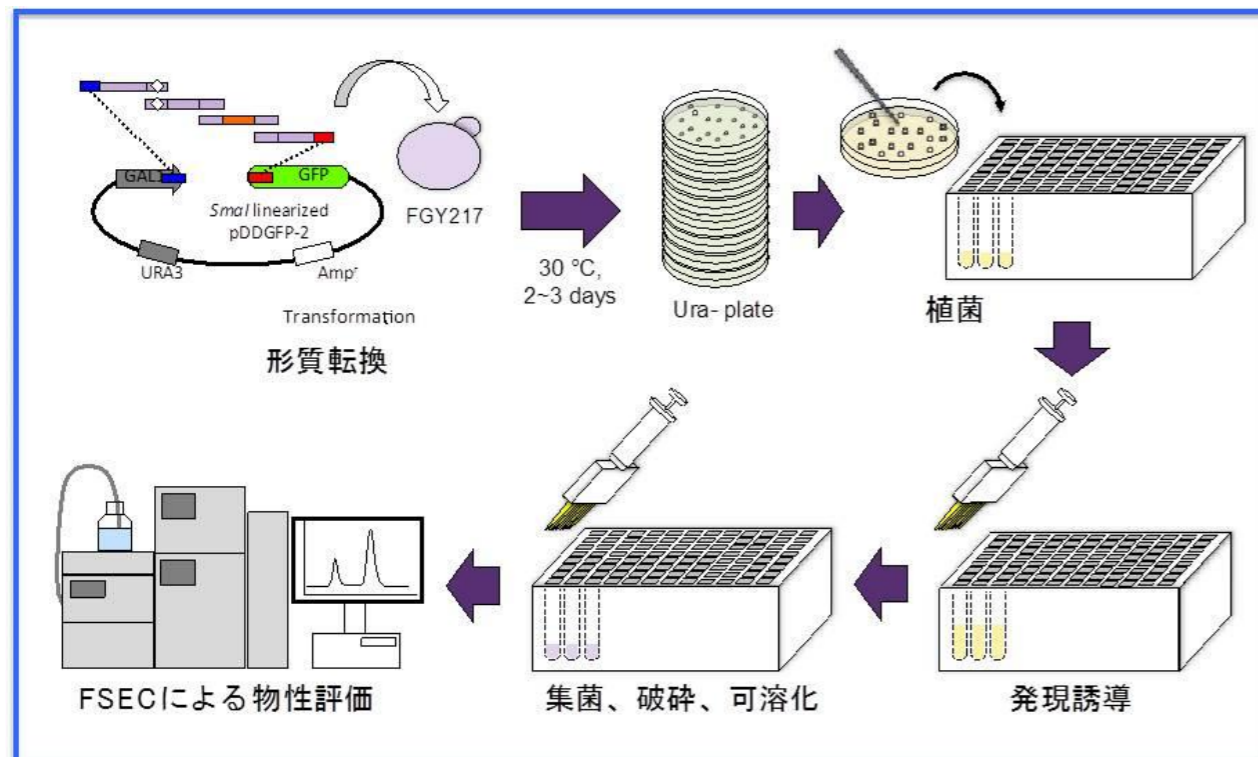 GAL1
GFP
SmaI linearized
pDDGFP-2
URA3
Ampʳ
FGY217
Transformation
形質転換
30 °C,
2~3 days
Ura- plate
植菌
FSECによる物性評価
集菌、破砕、可溶化
発現誘導